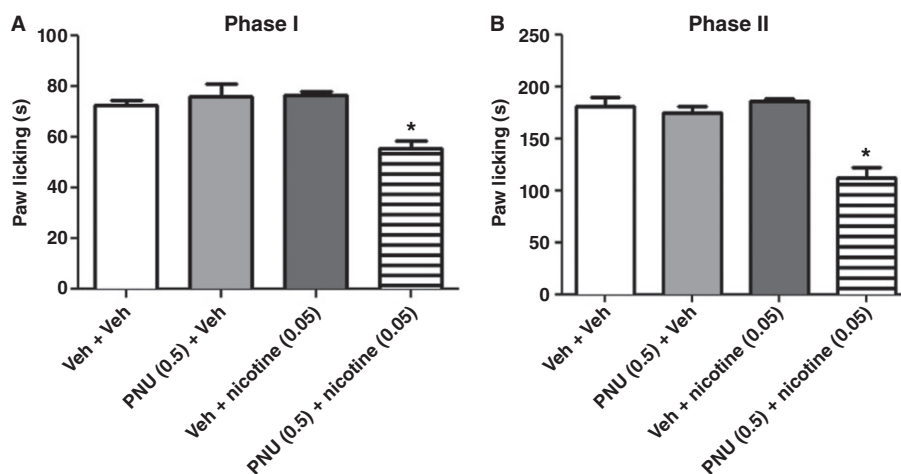 A
Phase I
Paw licking (s)
100
80
60
40
20
0
*
Veh + Veh
PNU (0.5) + Veh
Veh + nicotine (0.05)
PNU (0.5) + nicotine (0.05)
B
Phase II
Paw licking (s)
250
200
150
100
50
0
*
Veh + Veh
PNU (0.5) + Veh
Veh + nicotine (0.05)
PNU (0.5) + nicotine (0.05)